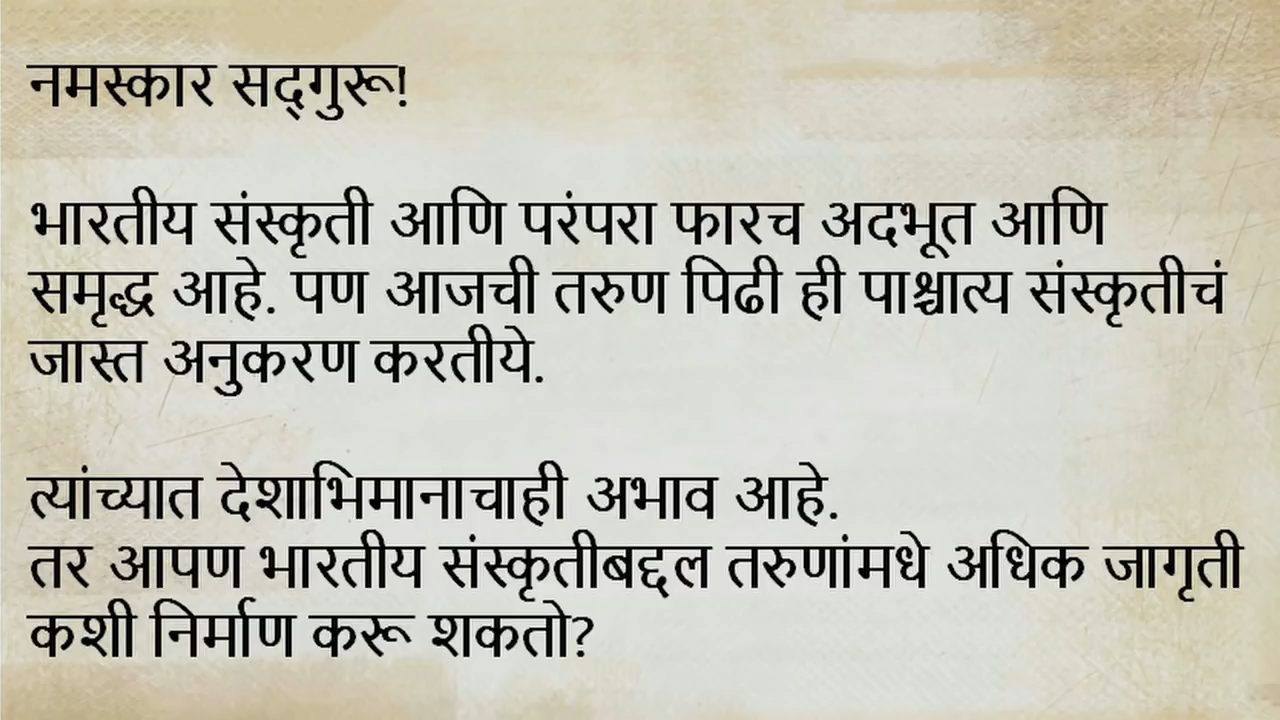 नमस्कार सद्‌गुरू!
भारतीय संस्कृती आणि परंपरा फारच अदभूत आणि
समृद्ध आहे. पण आजची तरुण पिढी ही पाश्चात्य संस्कृतीचं
जास्त अनुकरण करतीये.
त्यांच्यात देशाभिमानाचाही अभाव आहे.
तर आपण भारतीय संस्कृतीबद्दल तरुणांमधे अधिक जागृती
कशी निर्माण करू शकतो?